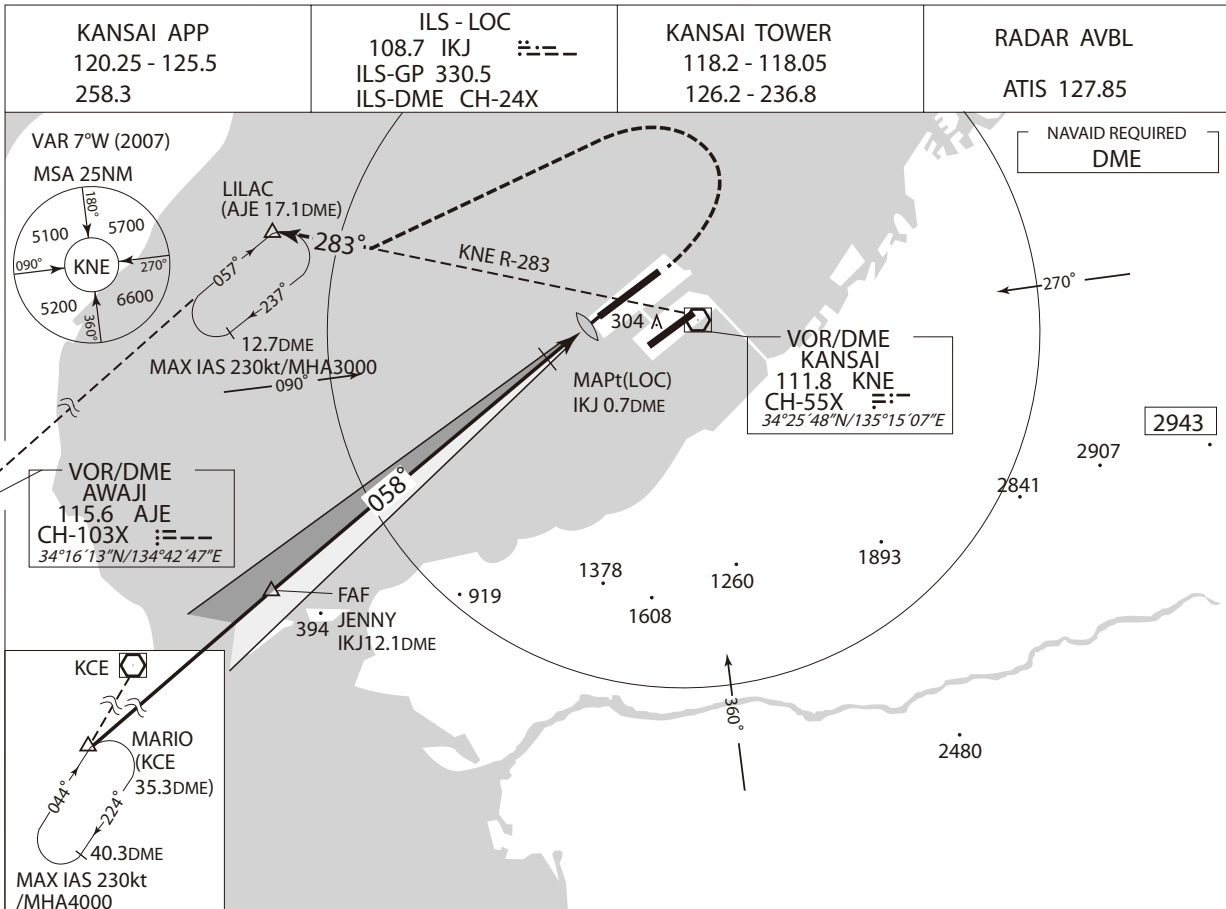 KANSAI APP
120.25 - 125.5
258.3
ILS - LOC
108.7 IKJ
ILS-GP 330.5
ILS-DME CH-24X
KANSAI TOWER
118.2 - 118.05
126.2 - 236.8
RADAR AVBL
ATIS 127.85
VAR 7°W (2007)
MSA 25NM
180°
5100
5700
090°
KNE
270°
5200
6600
360°
LILAC
(AJE 17.1DME)
283°
057°
237°
12.7DME
MAX IAS 230kt/MHA3000
090°
KNE R-283
NAVAID REQUIRED
DME
270°
304
MAPt(LOC)
IKJ 0.7DME
VOR/DME
KANSAI
111.8 KNE
CH-55X
34°25´48˝N/135°15´07˝E
2943
2907
2841
VOR/DME
AWAJI
115.6 AJE
CH-103X
34°16´13˝N/134°42´47˝E
058°
1893
1378
1260
919
1608
FAF
JENNY
IKJ12.1DME
394
360°
2480
KCE
MARIO
(KCE
35.3DME)
044°
224°
40.3DME
MAX IAS 230kt
/MHA4000